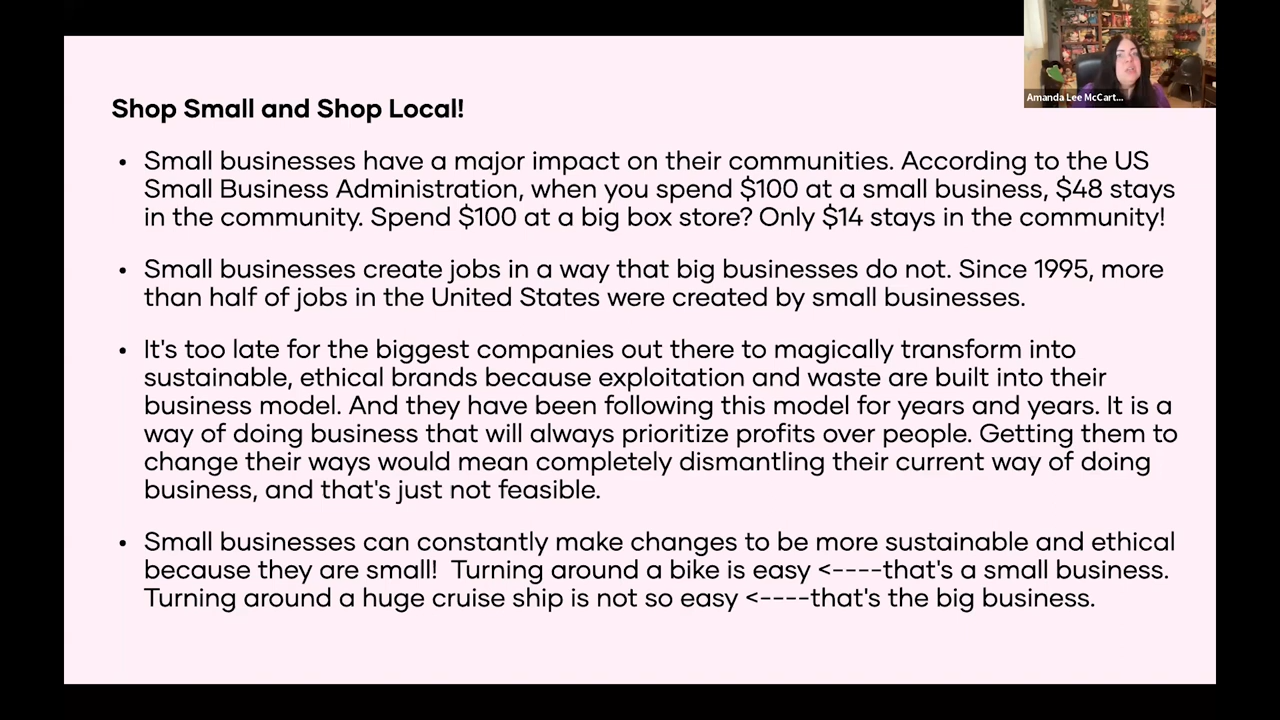 Shop Small and Shop Local!
• Small businesses have a major impact on their communities. According to the US
Small Business Administration, when you spend $100 at a small business, $48 stays
in the community. Spend $100 at a big box store? Only $14 stays in the community!
• Small businesses create jobs in a way that big businesses do not. Since 1995, more
than half of jobs in the United States were created by small businesses.
• It's too late for the biggest companies out there to magically transform into
sustainable, ethical brands because exploitation and waste are built into their
business model. And they have been following this model for years and years. It is a
way of doing business that will always prioritize profits over people. Getting them to
change their ways would mean completely dismantling their current way of doing
business, and that's just not feasible.
• Small businesses can constantly make changes to be more sustainable and ethical
because they are small!  Turning around a bike is easy <----that's a small business.
Turning around a huge cruise ship is not so easy <----that's the big business.
Amanda Lee McCart...